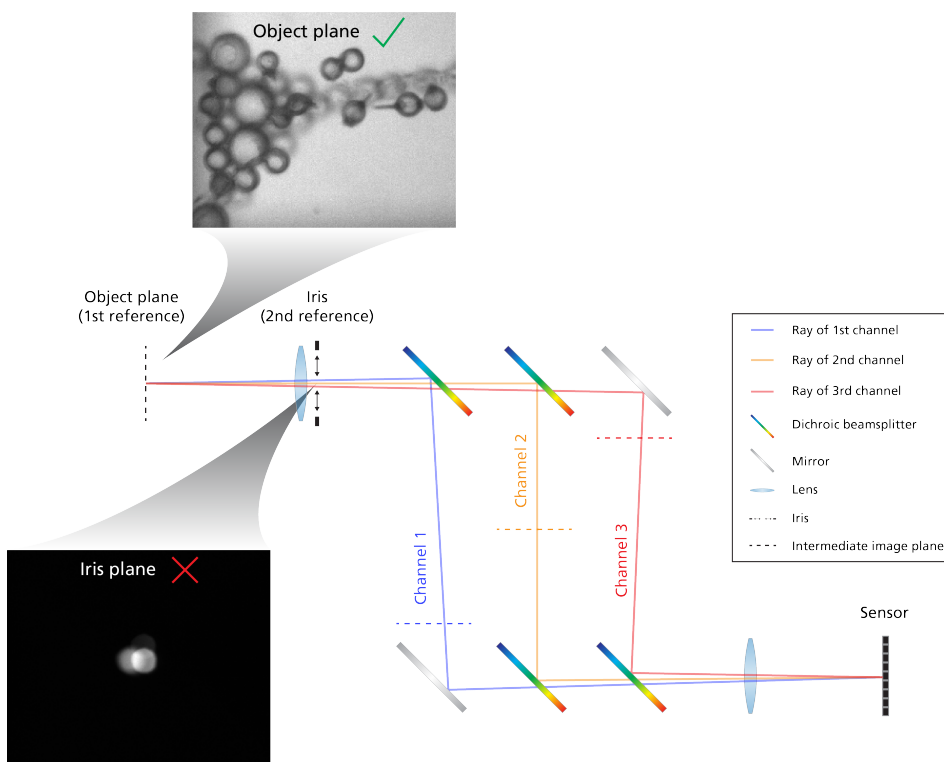 Object plane
Object plane
(1st reference)
Iris
(2nd reference)
Ray of 1st channel
Ray of 2nd channel
Ray of 3rd channel
Dichroic beamsplitter
Mirror
Lens
Iris
Intermediate image plane
Channel 1
Channel 2
Channel 3
Iris plane
Sensor